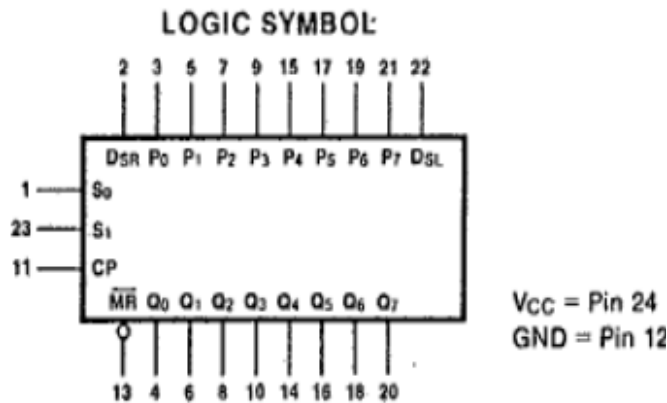 LOGIC SYMBOL
2 3 5 7 9 15 17 19 21 22
DSR P0 P1 P2 P3 P4 P5 P6 P7 DSL
1 S0
23 S1
11 CP
MR Q0 Q1 Q2 Q3 Q4 Q5 Q6 Q7
13 4 6 8 10 14 16 18 20
VCC = Pin 24
GND = Pin 12